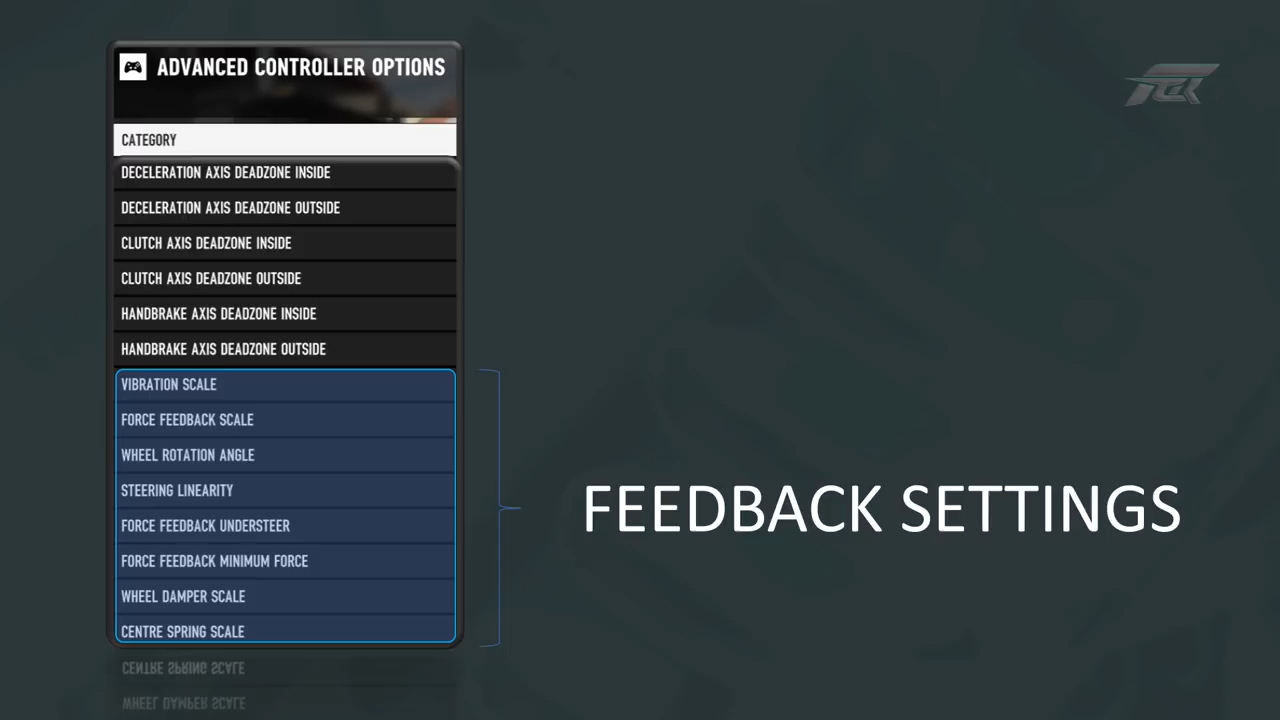 ADVANCED CONTROLLER OPTIONS
CATEGORY
DECELERATION AXIS DEADZONE INSIDE
DECELERATION AXIS DEADZONE OUTSIDE
CLUTCH AXIS DEADZONE INSIDE
CLUTCH AXIS DEADZONE OUTSIDE
HANDBRAKE AXIS DEADZONE INSIDE
HANDBRAKE AXIS DEADZONE OUTSIDE
VIBRATION SCALE
FORCE FEEDBACK SCALE
WHEEL ROTATION ANGLE
STEERING LINEARITY
FORCE FEEDBACK UNDERSTEER
FORCE FEEDBACK MINIMUM FORCE
WHEEL DAMPER SCALE
CENTRE SPRING SCALE
FEEDBACK SETTINGS